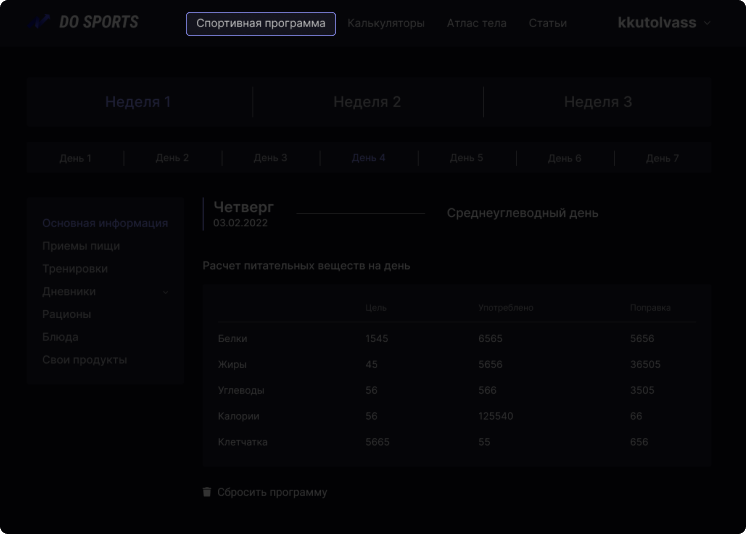 DO SPORTS
Спортивная программа
Калькуляторы
Атлас тела
Статьи
kkutolvass
Неделя 1
Неделя 2
Неделя 3
День 1
День 2
День 3
День 4
День 5
День 6
День 7
Основная информация
Приемы пищи
Тренировки
Дневники
Рационы
Блюда
Свои продукты
Четверг
03.02.2022
Среднеуглеводный день
Расчет питательных веществ на день
Цель Употреблено Поправка
Белки 1545 6565 5656
Жиры 45 5656 36505
Углеводы 56 566 3505
Калории 56 125540 66
Клетчатка 5665 55 656
Сбросить программу